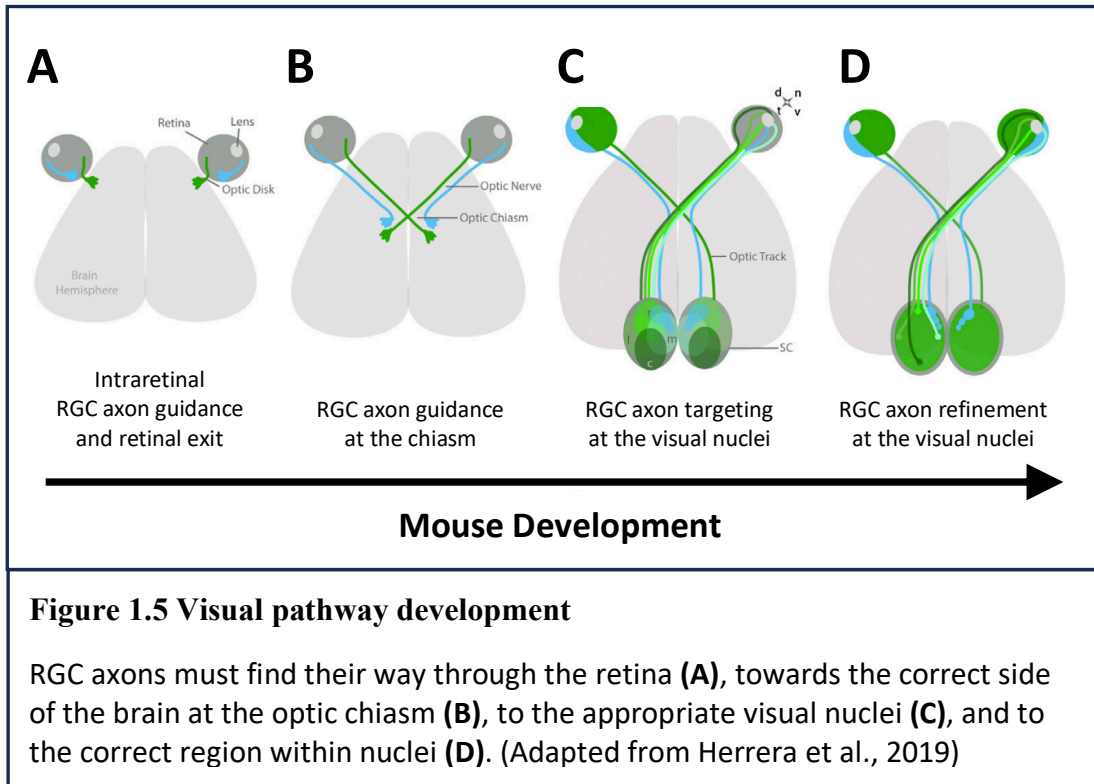 A
B
C
D
Retina
Lens
Optic Disk
Brain
Hemisphere
Optic Nerve
Optic Chiasm
d n
t v
Optic Track
r
l
m
c
SC
Intraretinal
RGC axon guidance
and retinal exit
RGC axon guidance
at the chiasm
RGC axon targeting
at the visual nuclei
RGC axon refinement
at the visual nuclei
Mouse Development
Figure 1.5 Visual pathway development
RGC axons must find their way through the retina (A), towards the correct side
of the brain at the optic chiasm (B), to the appropriate visual nuclei (C), and to
the correct region within nuclei (D). (Adapted from Herrera et al., 2019)